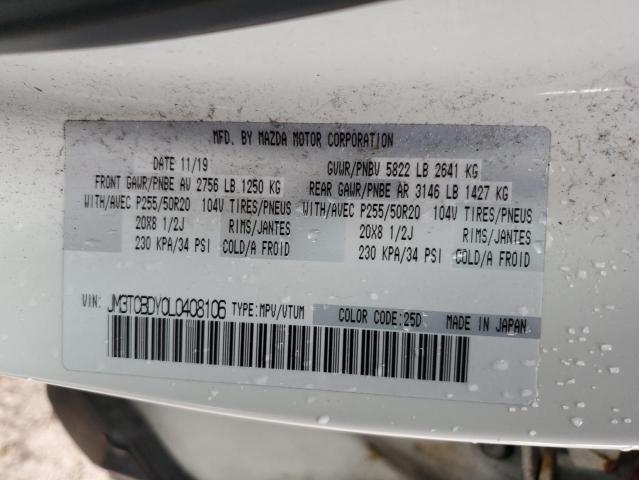 MFD. BY MAZDA MOTOR CORPORATION
DATE 11/19 GVWR/PNBV 5822 LB 2641 KG
FRONT GAWR/PNBE AV 2756 LB 1250 KG REAR GAWR/PNBE AR 3146 LB 1427 KG
WITH/AVEC P255/50R20 104V TIRES/PNEUS WITH/AVEC P255/50R20 104V TIRES/PNEUS
20X8 1/2J RIMS/JANTES 20X8 1/2J RIMS/JANTES
230 KPA/34 PSI COLD/A FROID 230 KPA/34 PSI COLD/A FROID
VIN: JM3TCBDY0L0408106 TYPE:MPV/VTUM COLOR CODE:25D MADE IN JAPAN